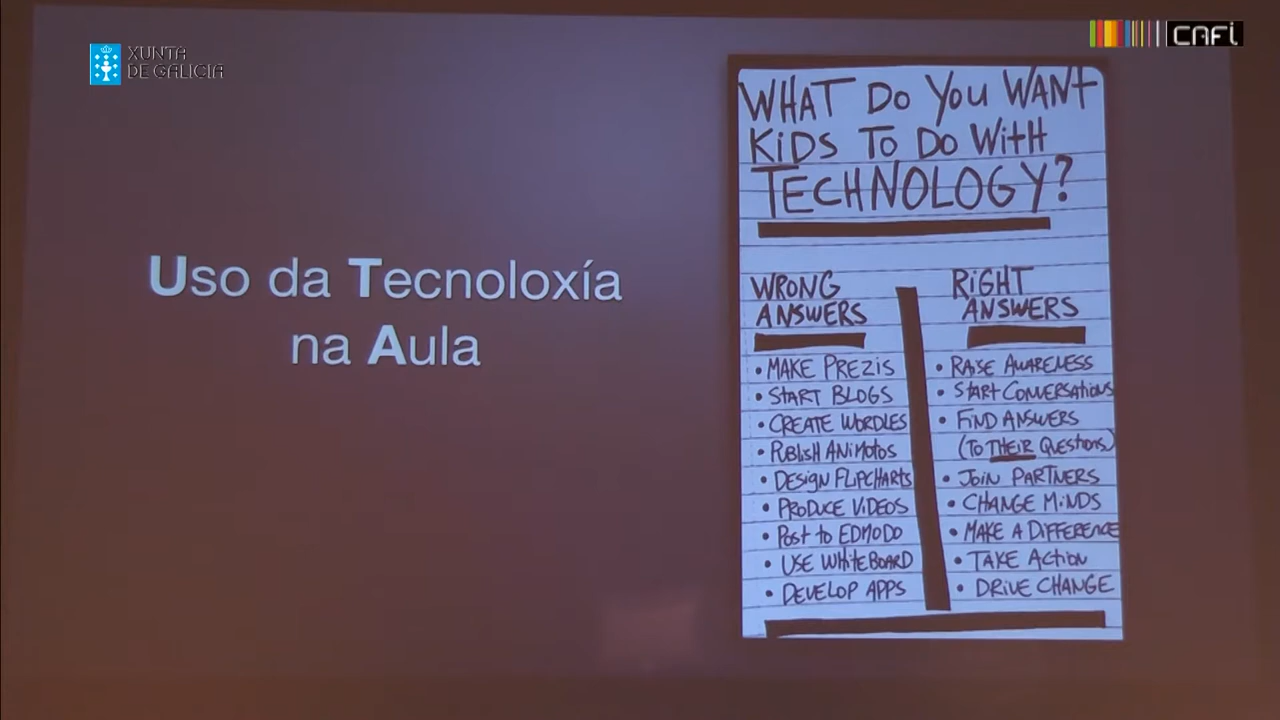 XUNTA
DE GALICIA
CAFi
Uso da Tecnoloxía
na Aula
WHAT Do You WANT
KiDS To Do WitH
TECHNOLOGY?
WRONG
ANSWERS
• MAKE PREZiS
• START BLOGS
• CREATE WORDLES
• PUBLiSH ANiMOTOS
• DESiGN FLiPCHARTS
• PRODUCE ViDEOS
• Post to EDMODO
• USE WHitEBOARD
• DEVELOP APPS
RiGHT
ANSWERS
• RAiSE AWARENESS
• StARt CONVERSAtiONS
• FiND ANSWERS
(To THEiR QUEStiONS)
• JOiN PARTNERS
• CHANGE MiNDS
• MAKE A DiFFERENCE
• TAKE ACtiON
• DRiVE CHANGE